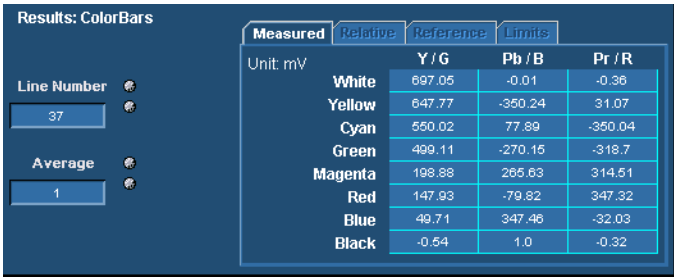 Results: ColorBars
Measured Relative Reference Limits
Unit: mV Y / G Pb / B Pr / R
White 697.05 -0.01 -0.36
Line Number
Yellow 647.77 -350.24 31.07
37
Cyan 550.02 77.89 -350.04
Green 499.11 -270.15 -318.7
Average
Magenta 198.88 265.63 314.51
1
Red 147.93 -79.82 347.32
Blue 49.71 347.46 -32.03
Black -0.54 1.0 -0.32